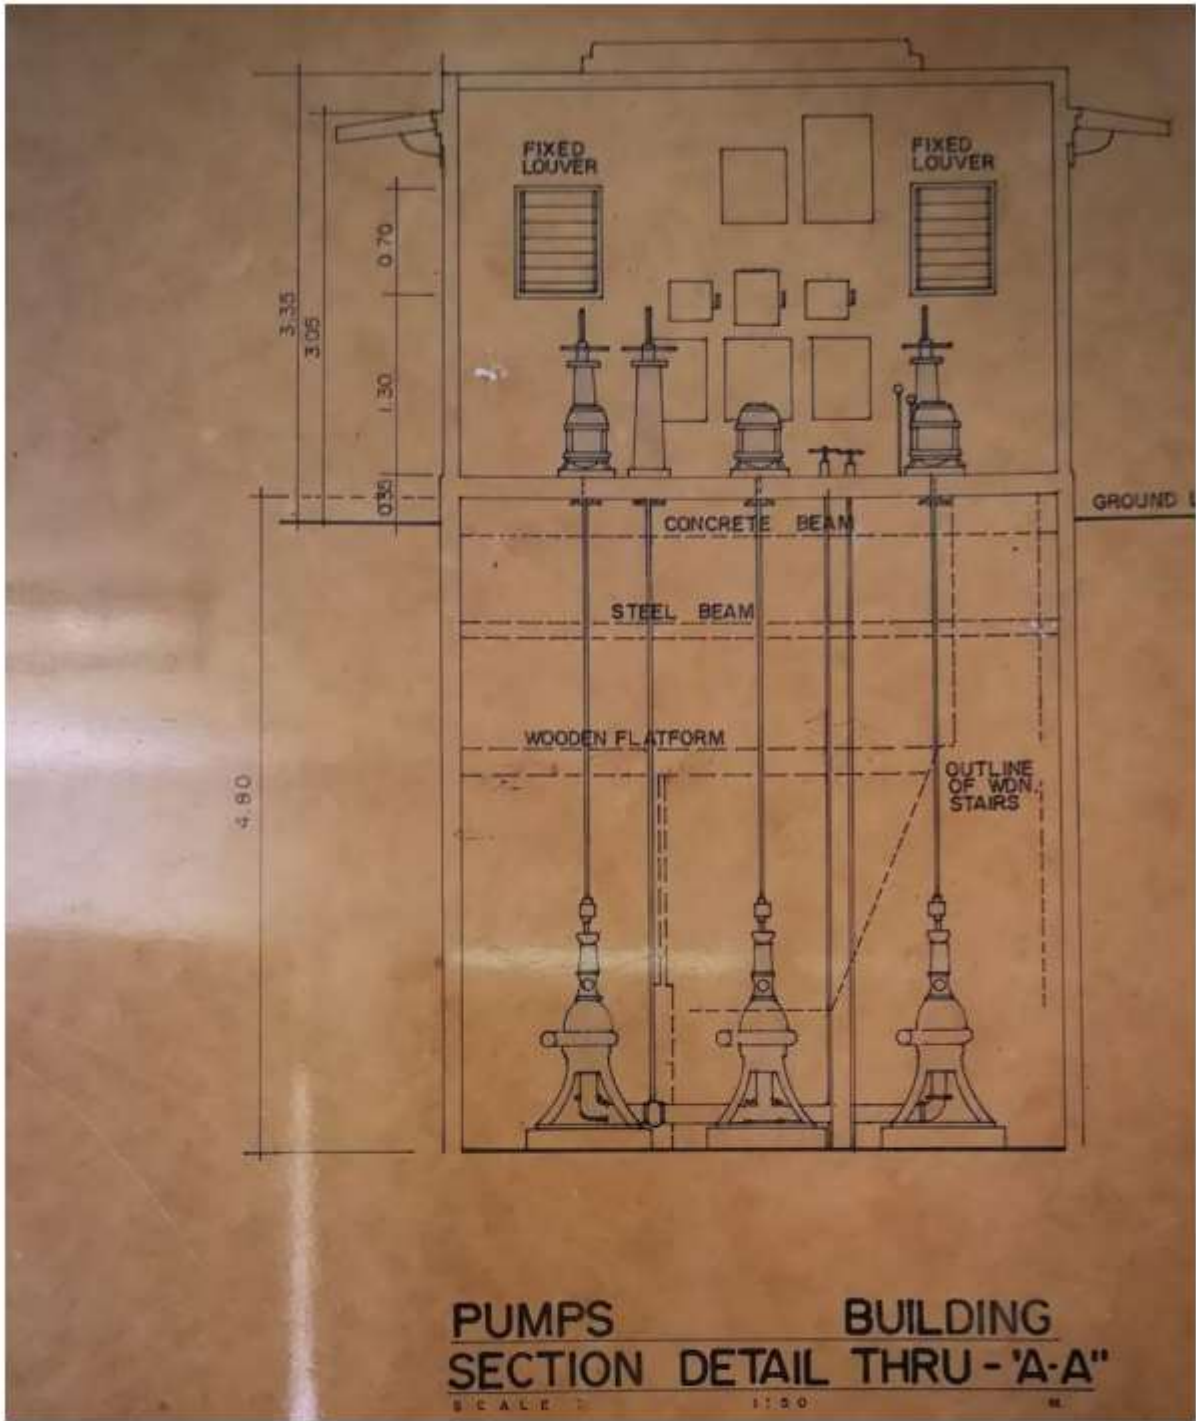 FIXED
LOUVER
FIXED
LOUVER
0.70
3.35
3.05
1.30
0.35
GROUND L
CONCRETE BEAM
STEEL BEAM
WOODEN FLATFORM
OUTLINE
OF WDN.
STAIRS
4.80
PUMPS BUILDING
SECTION DETAIL THRU-'A-A"
SCALE : 1:50 M.